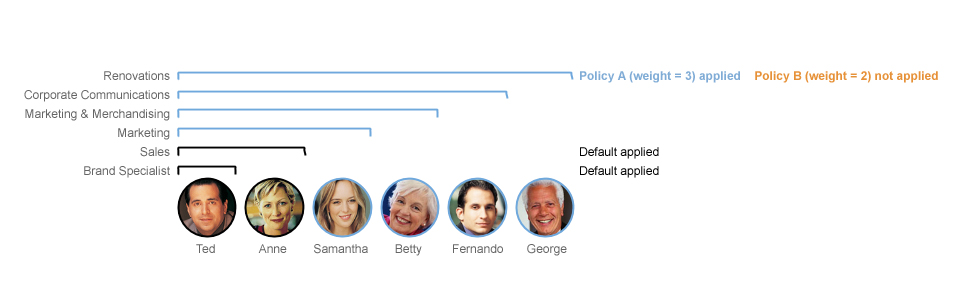 Renovations Policy A (weight = 3) applied Policy B (weight = 2) not applied
Corporate Communications
Marketing & Merchandising
Marketing
Sales Default applied
Brand Specialist Default applied
Ted Anne Samantha Betty Fernando George